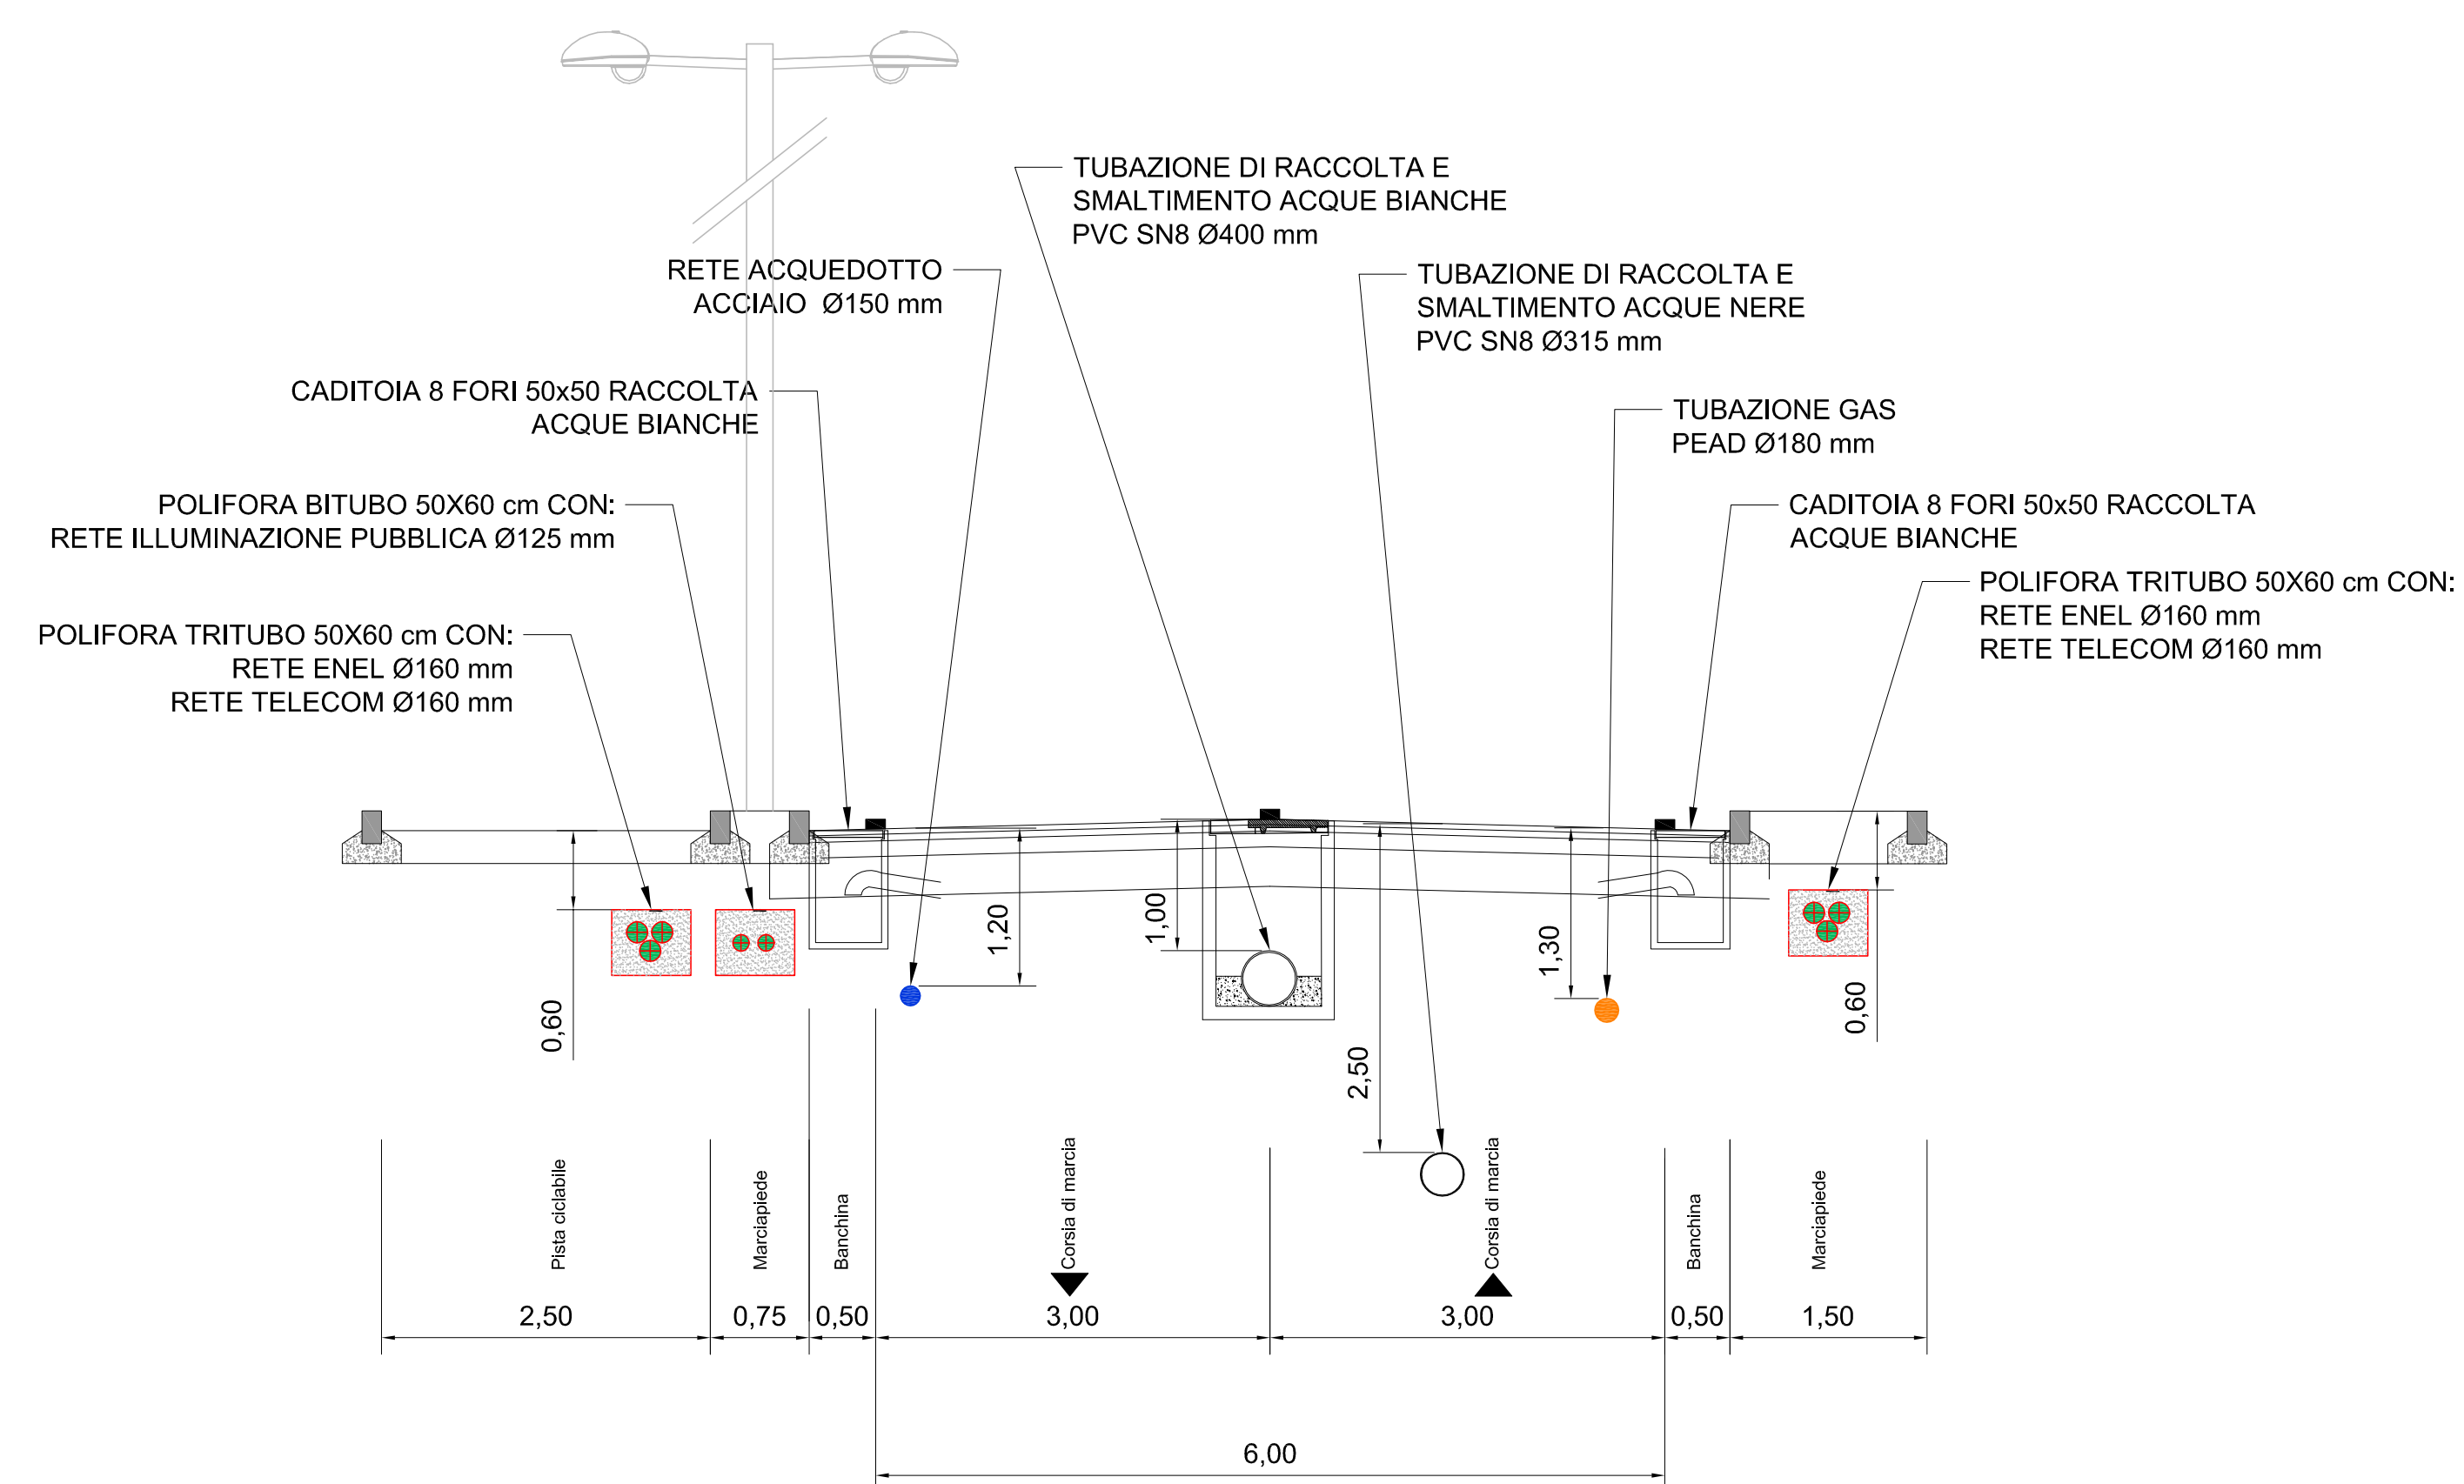 TUBAZIONE DI RACCOLTA E
SMALTIMENTO ACQUE BIANCHE
PVC SN8 Ø400 mm
RETE ACQUEDOTTO
ACCIAIO Ø150 mm
TUBAZIONE DI RACCOLTA E
SMALTIMENTO ACQUE NERE
PVC SN8 Ø315 mm
CADITOIA 8 FORI 50x50 RACCOLTA
ACQUE BIANCHE
TUBAZIONE GAS
PEAD Ø180 mm
POLIFORA BITUBO 50X60 cm CON:
RETE ILLUMINAZIONE PUBBLICA Ø125 mm
CADITOIA 8 FORI 50x50 RACCOLTA
ACQUE BIANCHE
POLIFORA TRITUBO 50X60 cm CON:
RETE ENEL Ø160 mm
RETE TELECOM Ø160 mm
POLIFORA TRITUBO 50X60 cm CON:
RETE ENEL Ø160 mm
RETE TELECOM Ø160 mm
0,60
1,20
1,00
2,50
1,30
0,60
Pista ciclabile
Marciapiede
Banchina
Corsia di marcia
Corsia di marcia
Banchina
Marciapiede
2,50
0,75
0,50
3,00
3,00
0,50
1,50
6,00